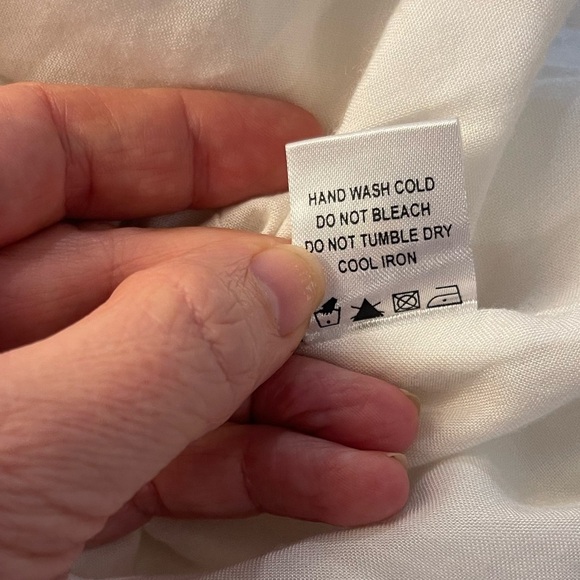 HAND WASH COLD
DO NOT BLEACH
DO NOT TUMBLE DRY
COOL IRON